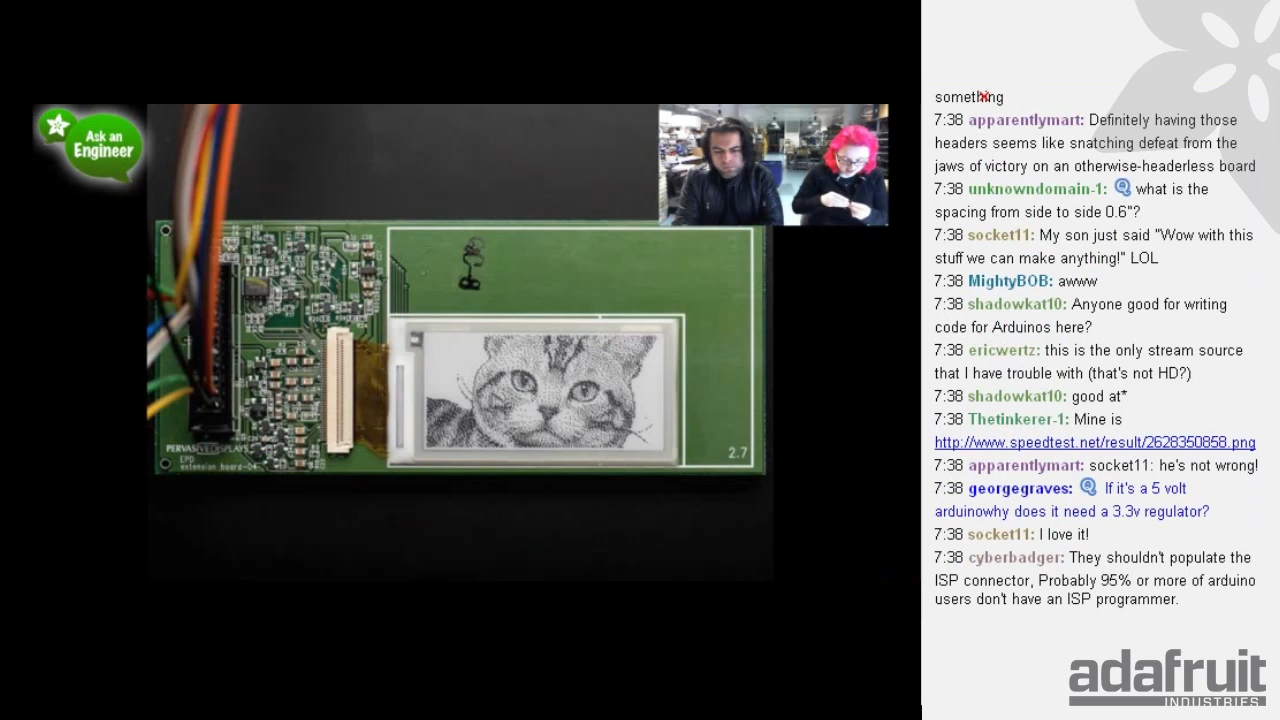 Ask an
Engineer
PERVASIVE DISPLAYS
EPD
extension board-04
2.7
something
7:38 apparentlymart: Definitely having those
headers seems like snatching defeat from the
jaws of victory on an otherwise-headerless board
7:38 unknowndomain-1: what is the
spacing from side to side 0.6"?
7:38 socket11: My son just said "Wow with this
stuff we can make anything!" LOL
7:38 MightyBOB: awww
7:38 shadowkat10: Anyone good for writing
code for Arduinos here?
7:38 ericwertz: this is the only stream source
that I have trouble with (that's not HD?)
7:38 shadowkat10: good at*
7:38 Thetinkerer-1: Mine is
http://www.speedtest.net/result/2628350858.png
7:38 apparentlymart: socket11: he's not wrong!
7:38 georgegraves: If it's a 5 volt
arduinowhy does it need a 3.3v regulator?
7:38 socket11: I love it!
7:38 cyberbadger: They shouldn't populate the
ISP connector, Probably 95% or more of arduino
users don't have an ISP programmer.
adafruit
INDUSTRIES